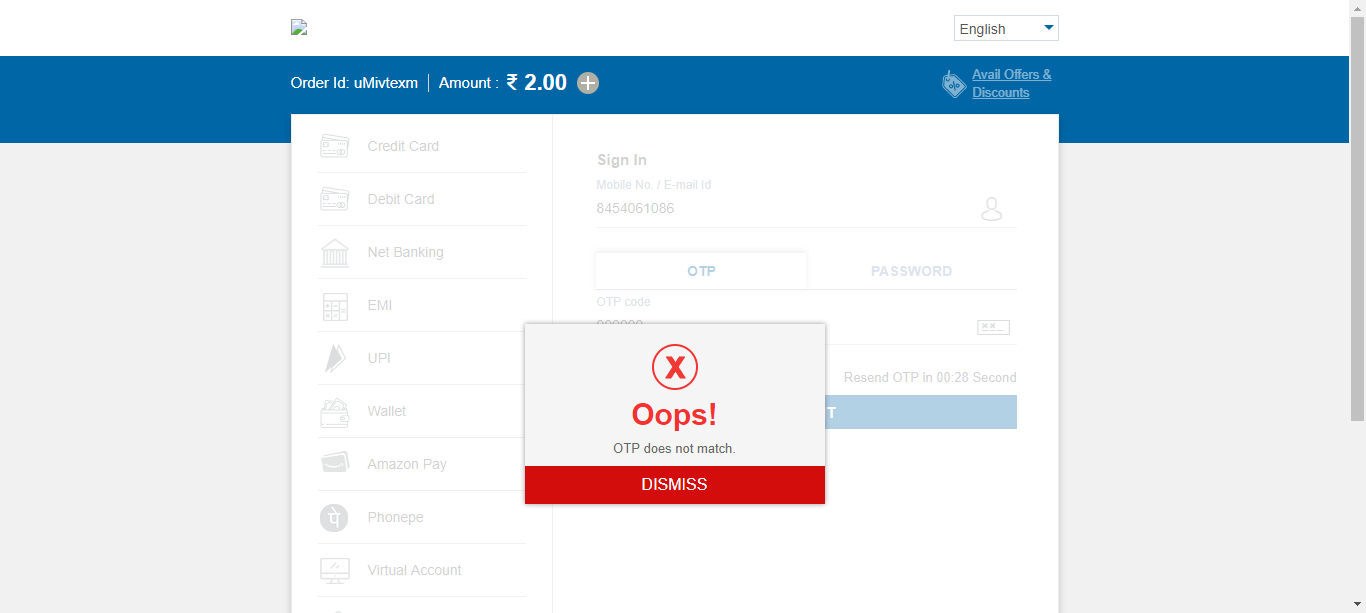 English
Order Id: uMivtexm
Amount : ₹ 2.00
Avail Offers &
Discounts
Credit Card
Debit Card
Net Banking
EMI
UPI
Wallet
Amazon Pay
Phonepe
Virtual Account
Sign In
Mobile No. / E-mail Id
8454061086
OTP
PASSWORD
OTP code
Resend OTP in 00:28 Second
X
Oops!
OTP does not match.
DISMISS